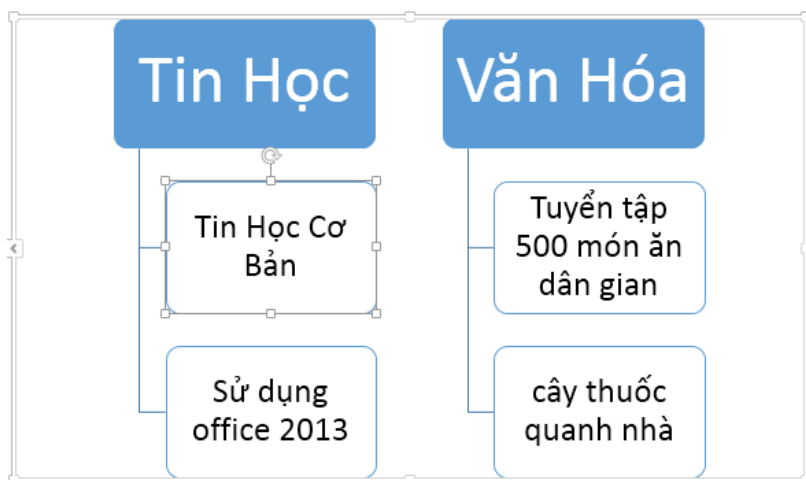 Tin Học
Văn Hóa
Tin Học Cơ
Bản
Tuyển tập
500 món ăn
dân gian
Sử dụng
office 2013
cây thuốc
quanh nhà